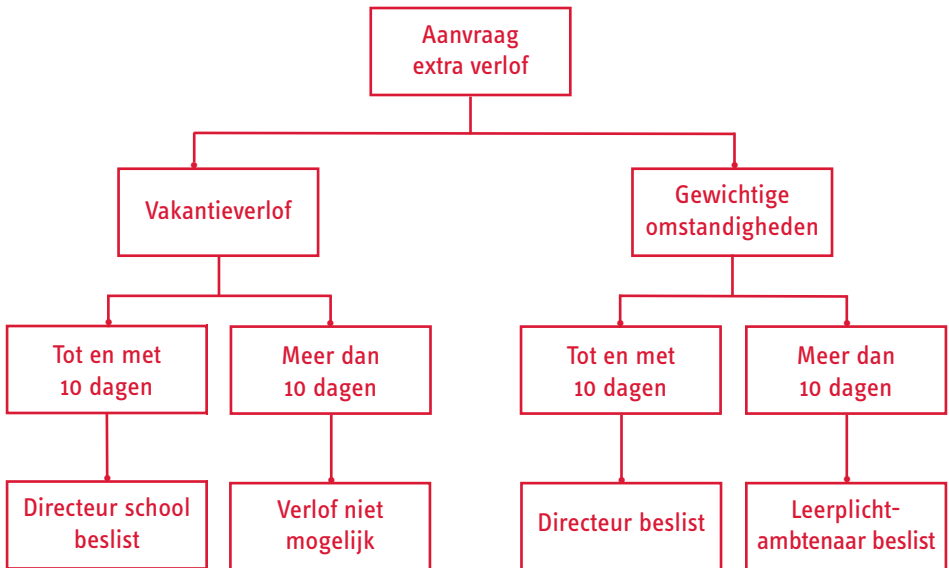 Aanvraag
extra verlof
Vakantieverlof
Gewichtige
omstandigheden
Tot en met
10 dagen
Meer dan
10 dagen
Tot en met
10 dagen
Meer dan
10 dagen
Directeur school
beslist
Verlof niet
mogelijk
Directeur beslist
Leerplicht-
ambtenaar beslist